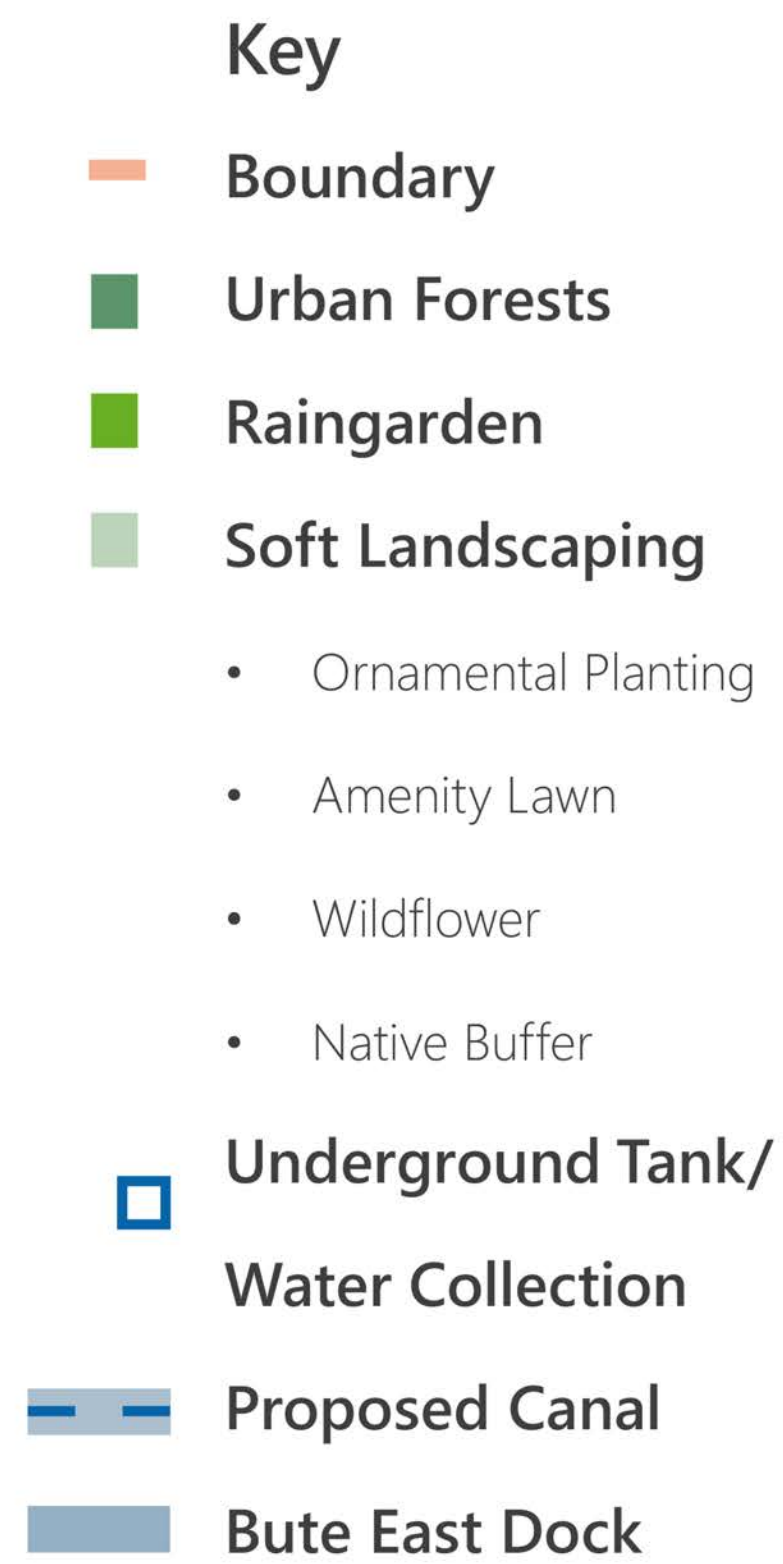 Key
Boundary
Urban Forests
Raingarden
Soft Landscaping
• Ornamental Planting
• Amenity Lawn
• Wildflower
• Native Buffer
Underground Tank/
Water Collection
Proposed Canal
Bute East Dock